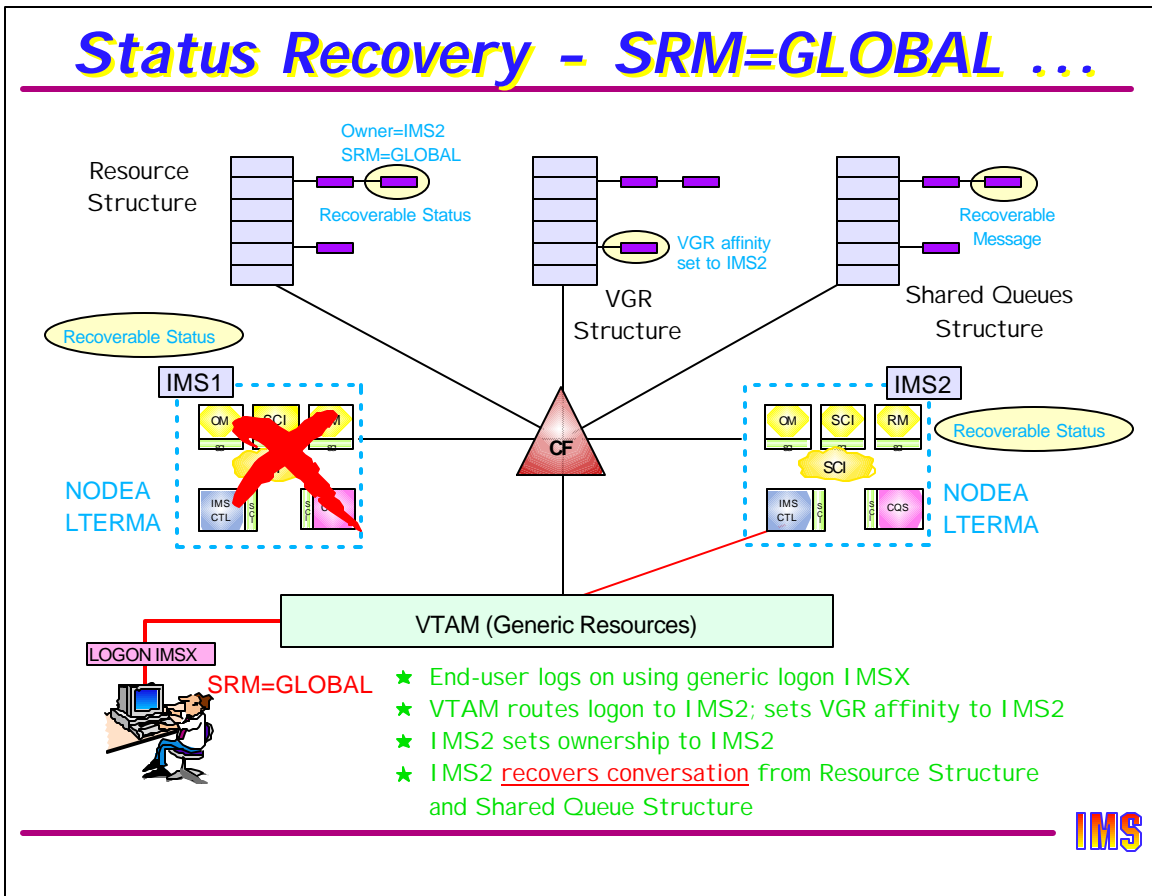 Status Recovery - SRM=GLOBAL ...
Owner=IMS2
SRM=GLOBAL
Resource
Structure
Recoverable Status
VGR affinity
set to IMS2
VGR
Structure
Recoverable
Message
Shared Queues
Structure
Recoverable Status
IMS1
OM
SCI
NODEA
LTERMA
IMS
CTL
SCI
SCI
CF
IMS2
OM
SCI
RM
SCI
Recoverable Status
IMS
CTL
SCI
SCI
CQS
NODEA
LTERMA
VTAM (Generic Resources)
LOGON IMSX
SRM=GLOBAL
★ End-user logs on using generic logon IMSX
★ VTAM routes logon to IMS2; sets VGR affinity to IMS2
★ IMS2 sets ownership to IMS2
★ IMS2 recovers conversation from Resource Structure
and Shared Queue Structure
IMS